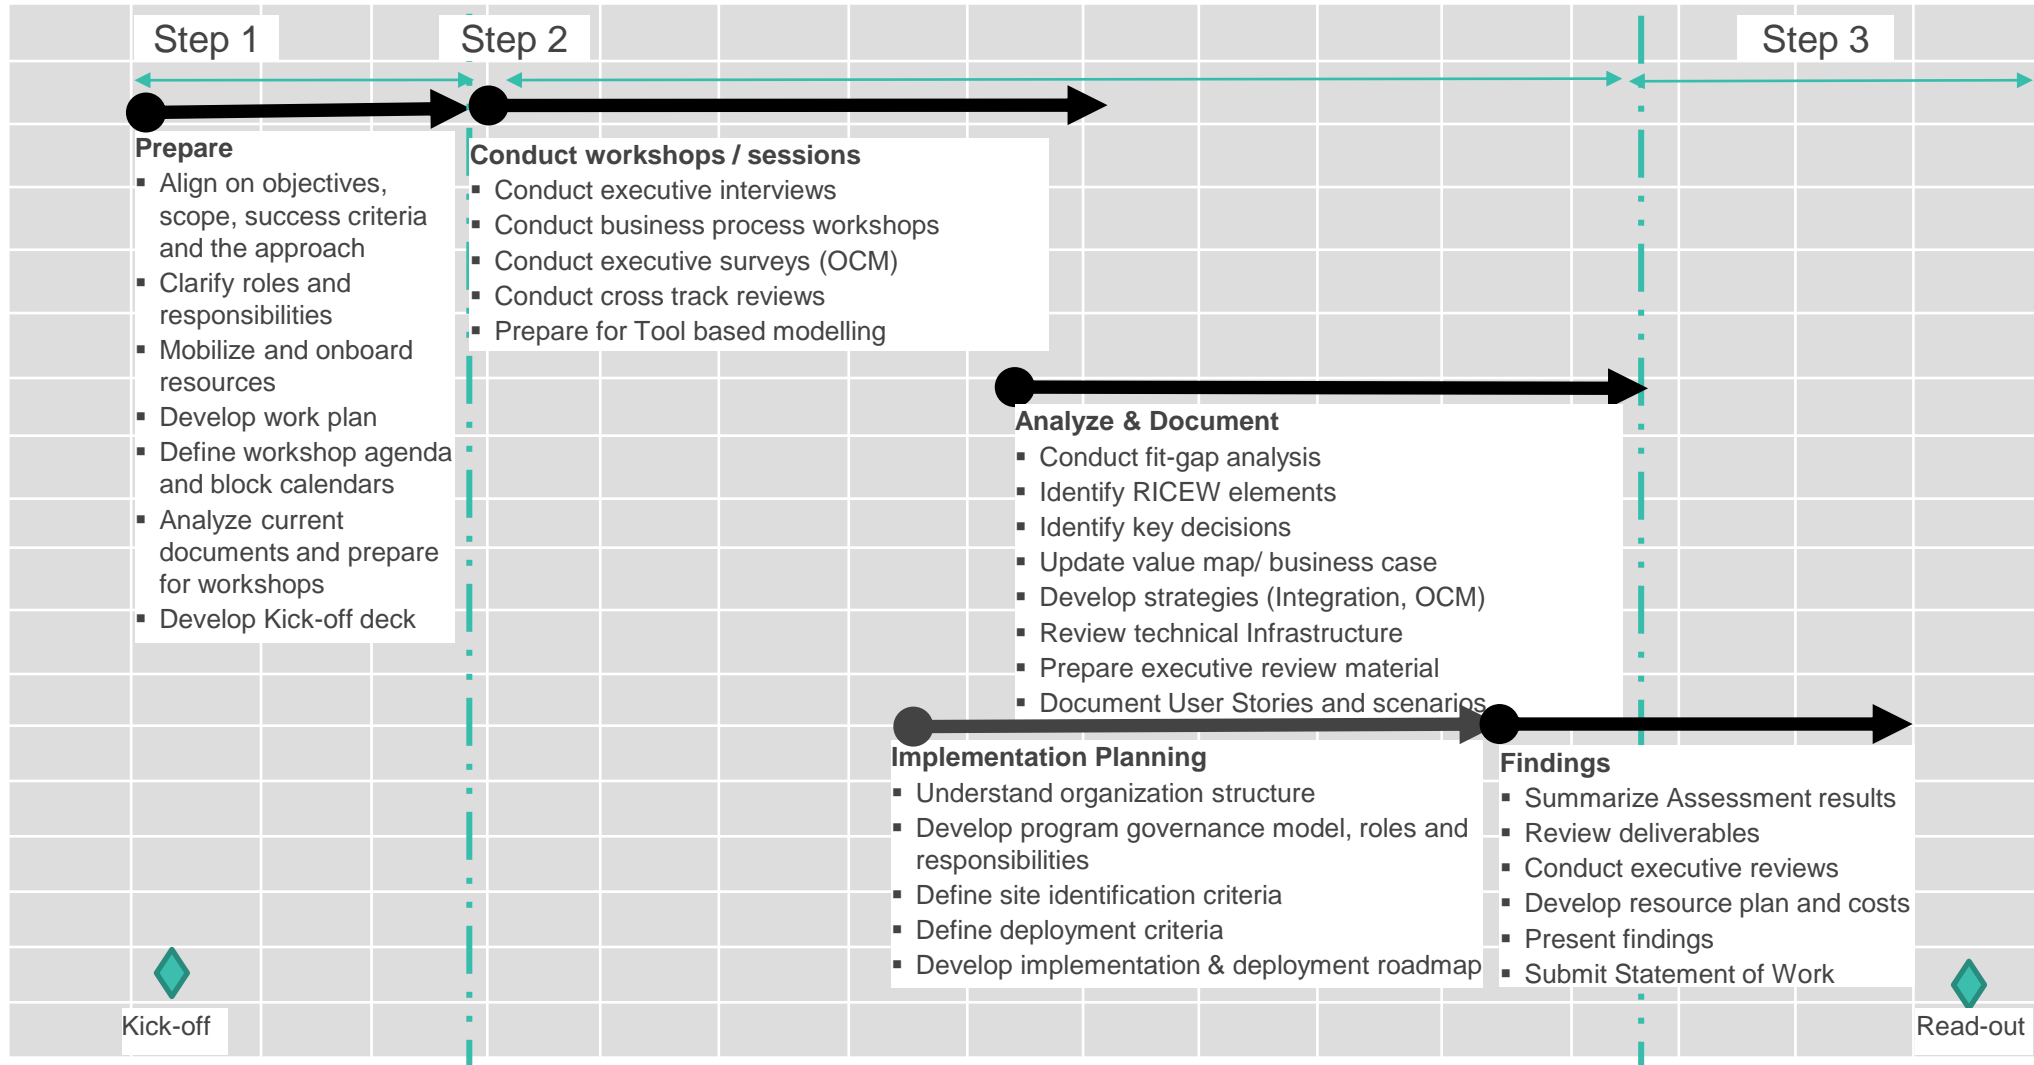 Step 1
Step 2
Step 3
Prepare
▪ Align on objectives,
scope, success criteria
and the approach
▪ Clarify roles and
responsibilities
▪ Mobilize and onboard
resources
▪ Develop work plan
▪ Define workshop agenda
and block calendars
▪ Analyze current
documents and prepare
for workshops
▪ Develop Kick-off deck
Conduct workshops / sessions
▪ Conduct executive interviews
▪ Conduct business process workshops
▪ Conduct executive surveys (OCM)
▪ Conduct cross track reviews
▪ Prepare for Tool based modelling
Analyze & Document
▪ Conduct fit-gap analysis
▪ Identify RICEW elements
▪ Identify key decisions
▪ Update value map/ business case
▪ Develop strategies (Integration, OCM)
▪ Review technical Infrastructure
▪ Prepare executive review material
▪ Document User Stories and scenarios
Implementation Planning
▪ Understand organization structure
▪ Develop program governance model, roles and
responsibilities
▪ Define site identification criteria
▪ Define deployment criteria
▪ Develop implementation & deployment roadmap
Findings
▪ Summarize Assessment results
▪ Review deliverables
▪ Conduct executive reviews
▪ Develop resource plan and costs
▪ Present findings
▪ Submit Statement of Work
Kick-off
Read-out